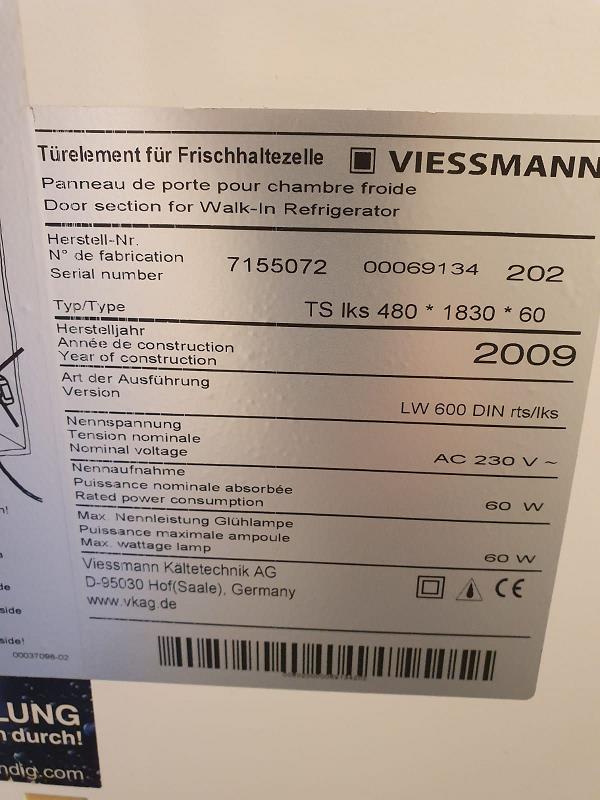 Türelement für Frischhaltezelle VIESSMANN
Panneau de porte pour chambre froide
Door section for Walk-In Refrigerator
Herstell-Nr.
N° de fabrication
Serial number 7155072 00069134 202
Typ/Type TS lks 480 * 1830 * 60
Herstelljahr
Année de construction
Year of construction 2009
Art der Ausführung
Version LW 600 DIN rts/lks
Nennspannung
Tension nominale
Nominal voltage AC 230 V ~
Nennaufnahme
Puissance nominale absorbée
Rated power consumption 60 W
Max. Nennleistung Glühlampe
Puissance maximale ampoule
Max. wattage lamp 60 W
Viessmann Kältetechnik AG
D-95030 Hof(Saale), Germany
www.vkag.de
CE
side
side!
00037098-02
LUNG
durch!
ndig.com